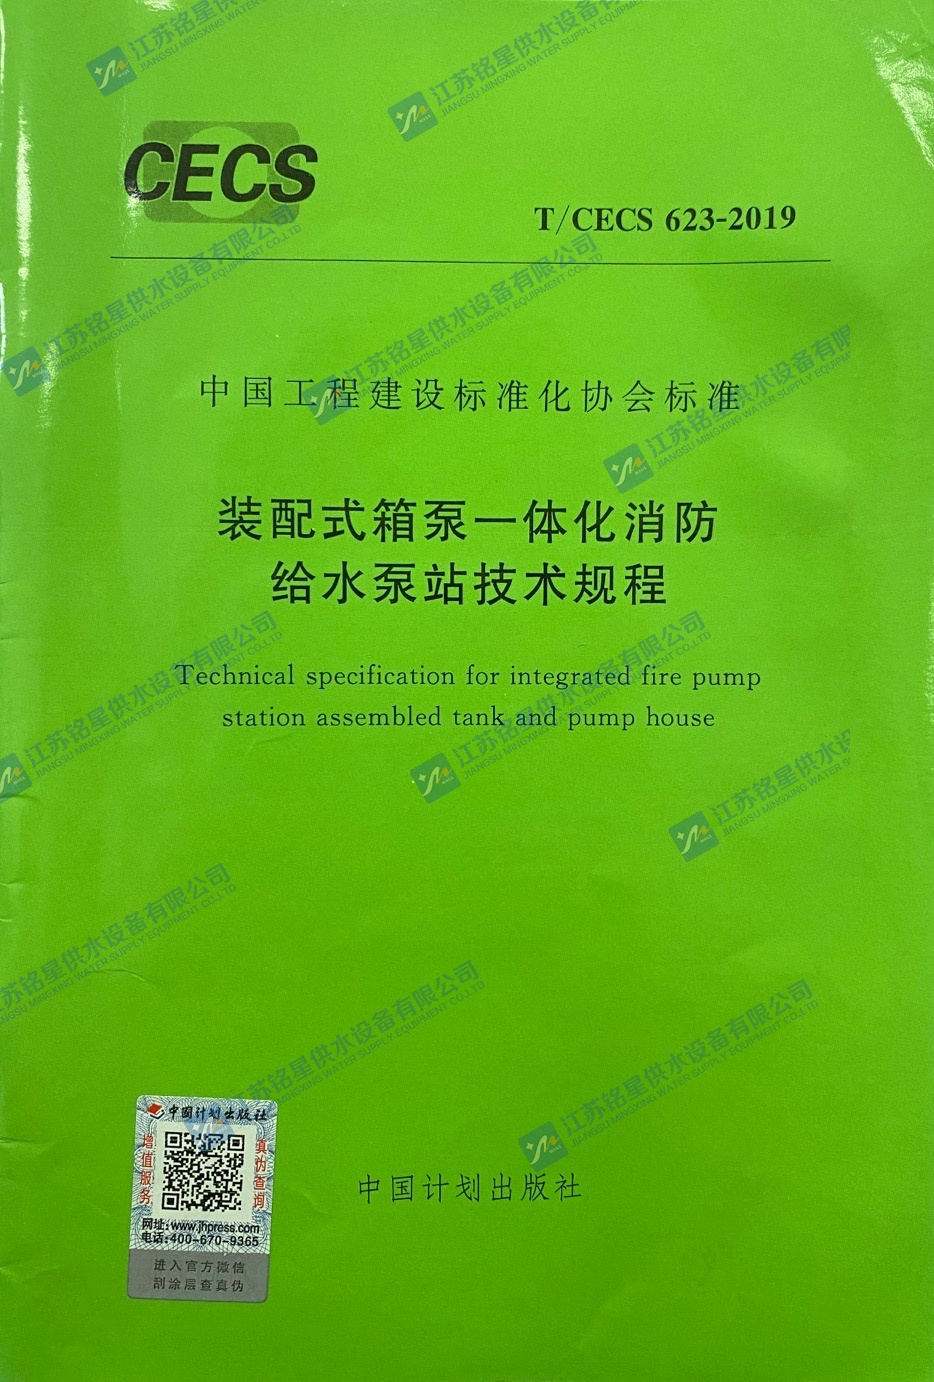 CECS
T/CECS 623-2019
中国工程建设标准化协会标准
装配式箱泵一体化消防
给水泵站技术规程
Technical specification for integrated fire pump
station assembled tank and pump house
中国计划出版社
中国计划出版社
增值服务
真伪查询
网址:www.jhpress.com
电话:400-670-9365
进入官方微信
刮涂层查真伪
江苏铭星供水设备有限公司
JIANGSU MINGXING WATER SUPPLY EQUIPMENT CO.,LTD